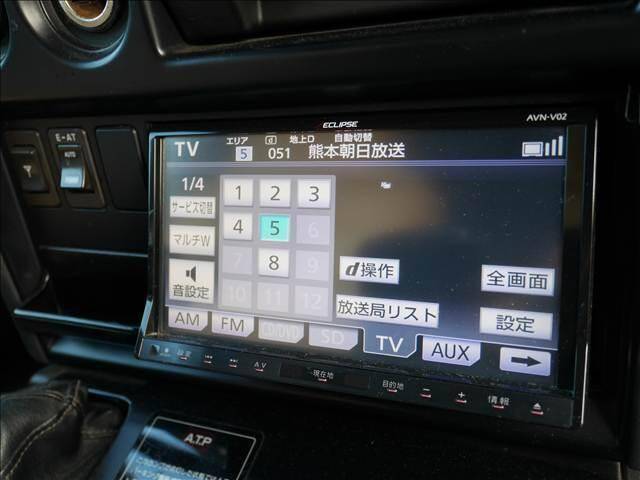 ECLIPSE
AVN-V02
E-AT
AUTO
TV
エリア 5
d 地上D 自動切替
051 熊本朝日放送
1/4
サービス切替
マルチW
音設定
1 2 3
4 5 6
7 8 9
10 11 12
d操作
全画面
放送局リスト
設定
AM
FM
CD/DVD
SD
TV
AUX
→
設定
∧∨
現在地
目的地
−
+
情報
A.T.P